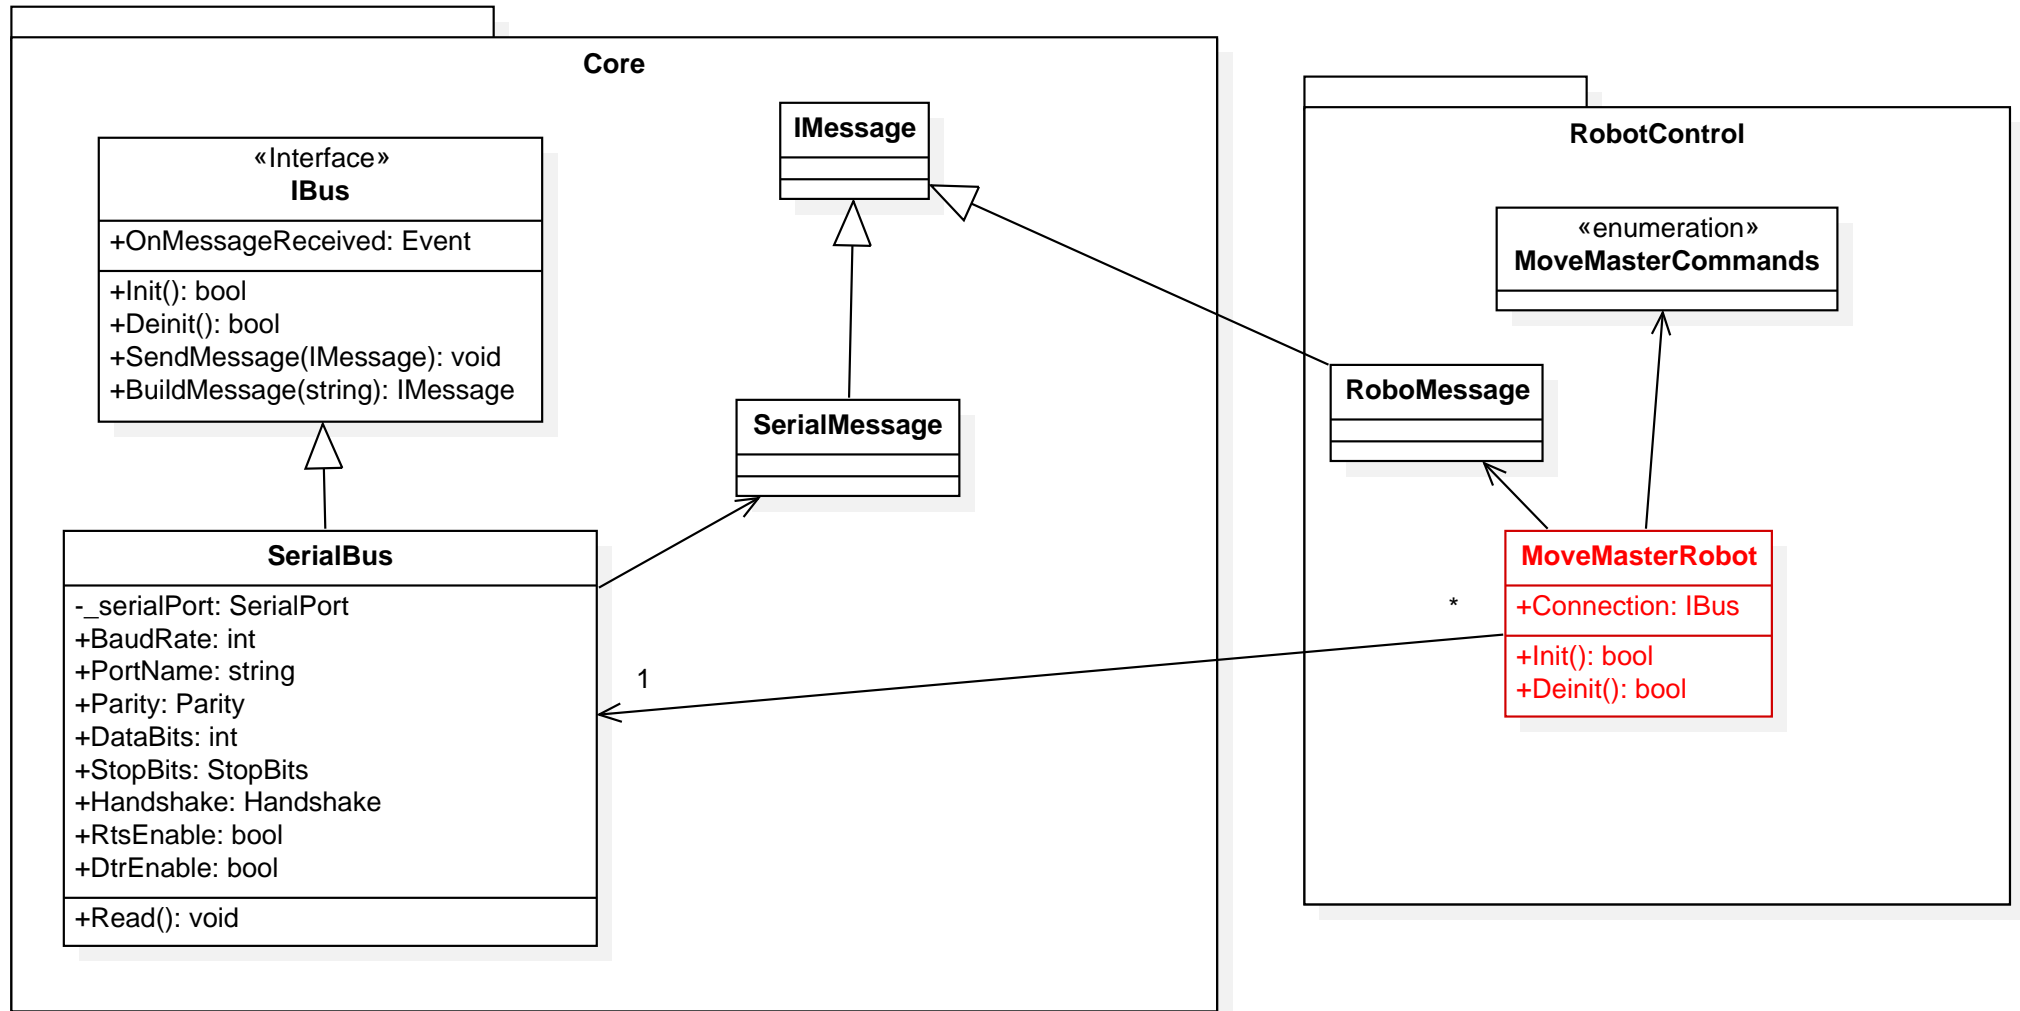 Core
«Interface»
IBus
+OnMessageReceived: Event
+Init(): bool
+Deinit(): bool
+SendMessage(IMessage): void
+BuildMessage(string): IMessage
IMessage
SerialMessage
SerialBus
-_serialPort: SerialPort
+BaudRate: int
+PortName: string
+Parity: Parity
+DataBits: int
+StopBits: StopBits
+Handshake: Handshake
+RtsEnable: bool
+DtrEnable: bool
+Read(): void
1
*
RobotControl
«enumeration»
MoveMasterCommands
RoboMessage
MoveMasterRobot
+Connection: IBus
+Init(): bool
+Deinit(): bool